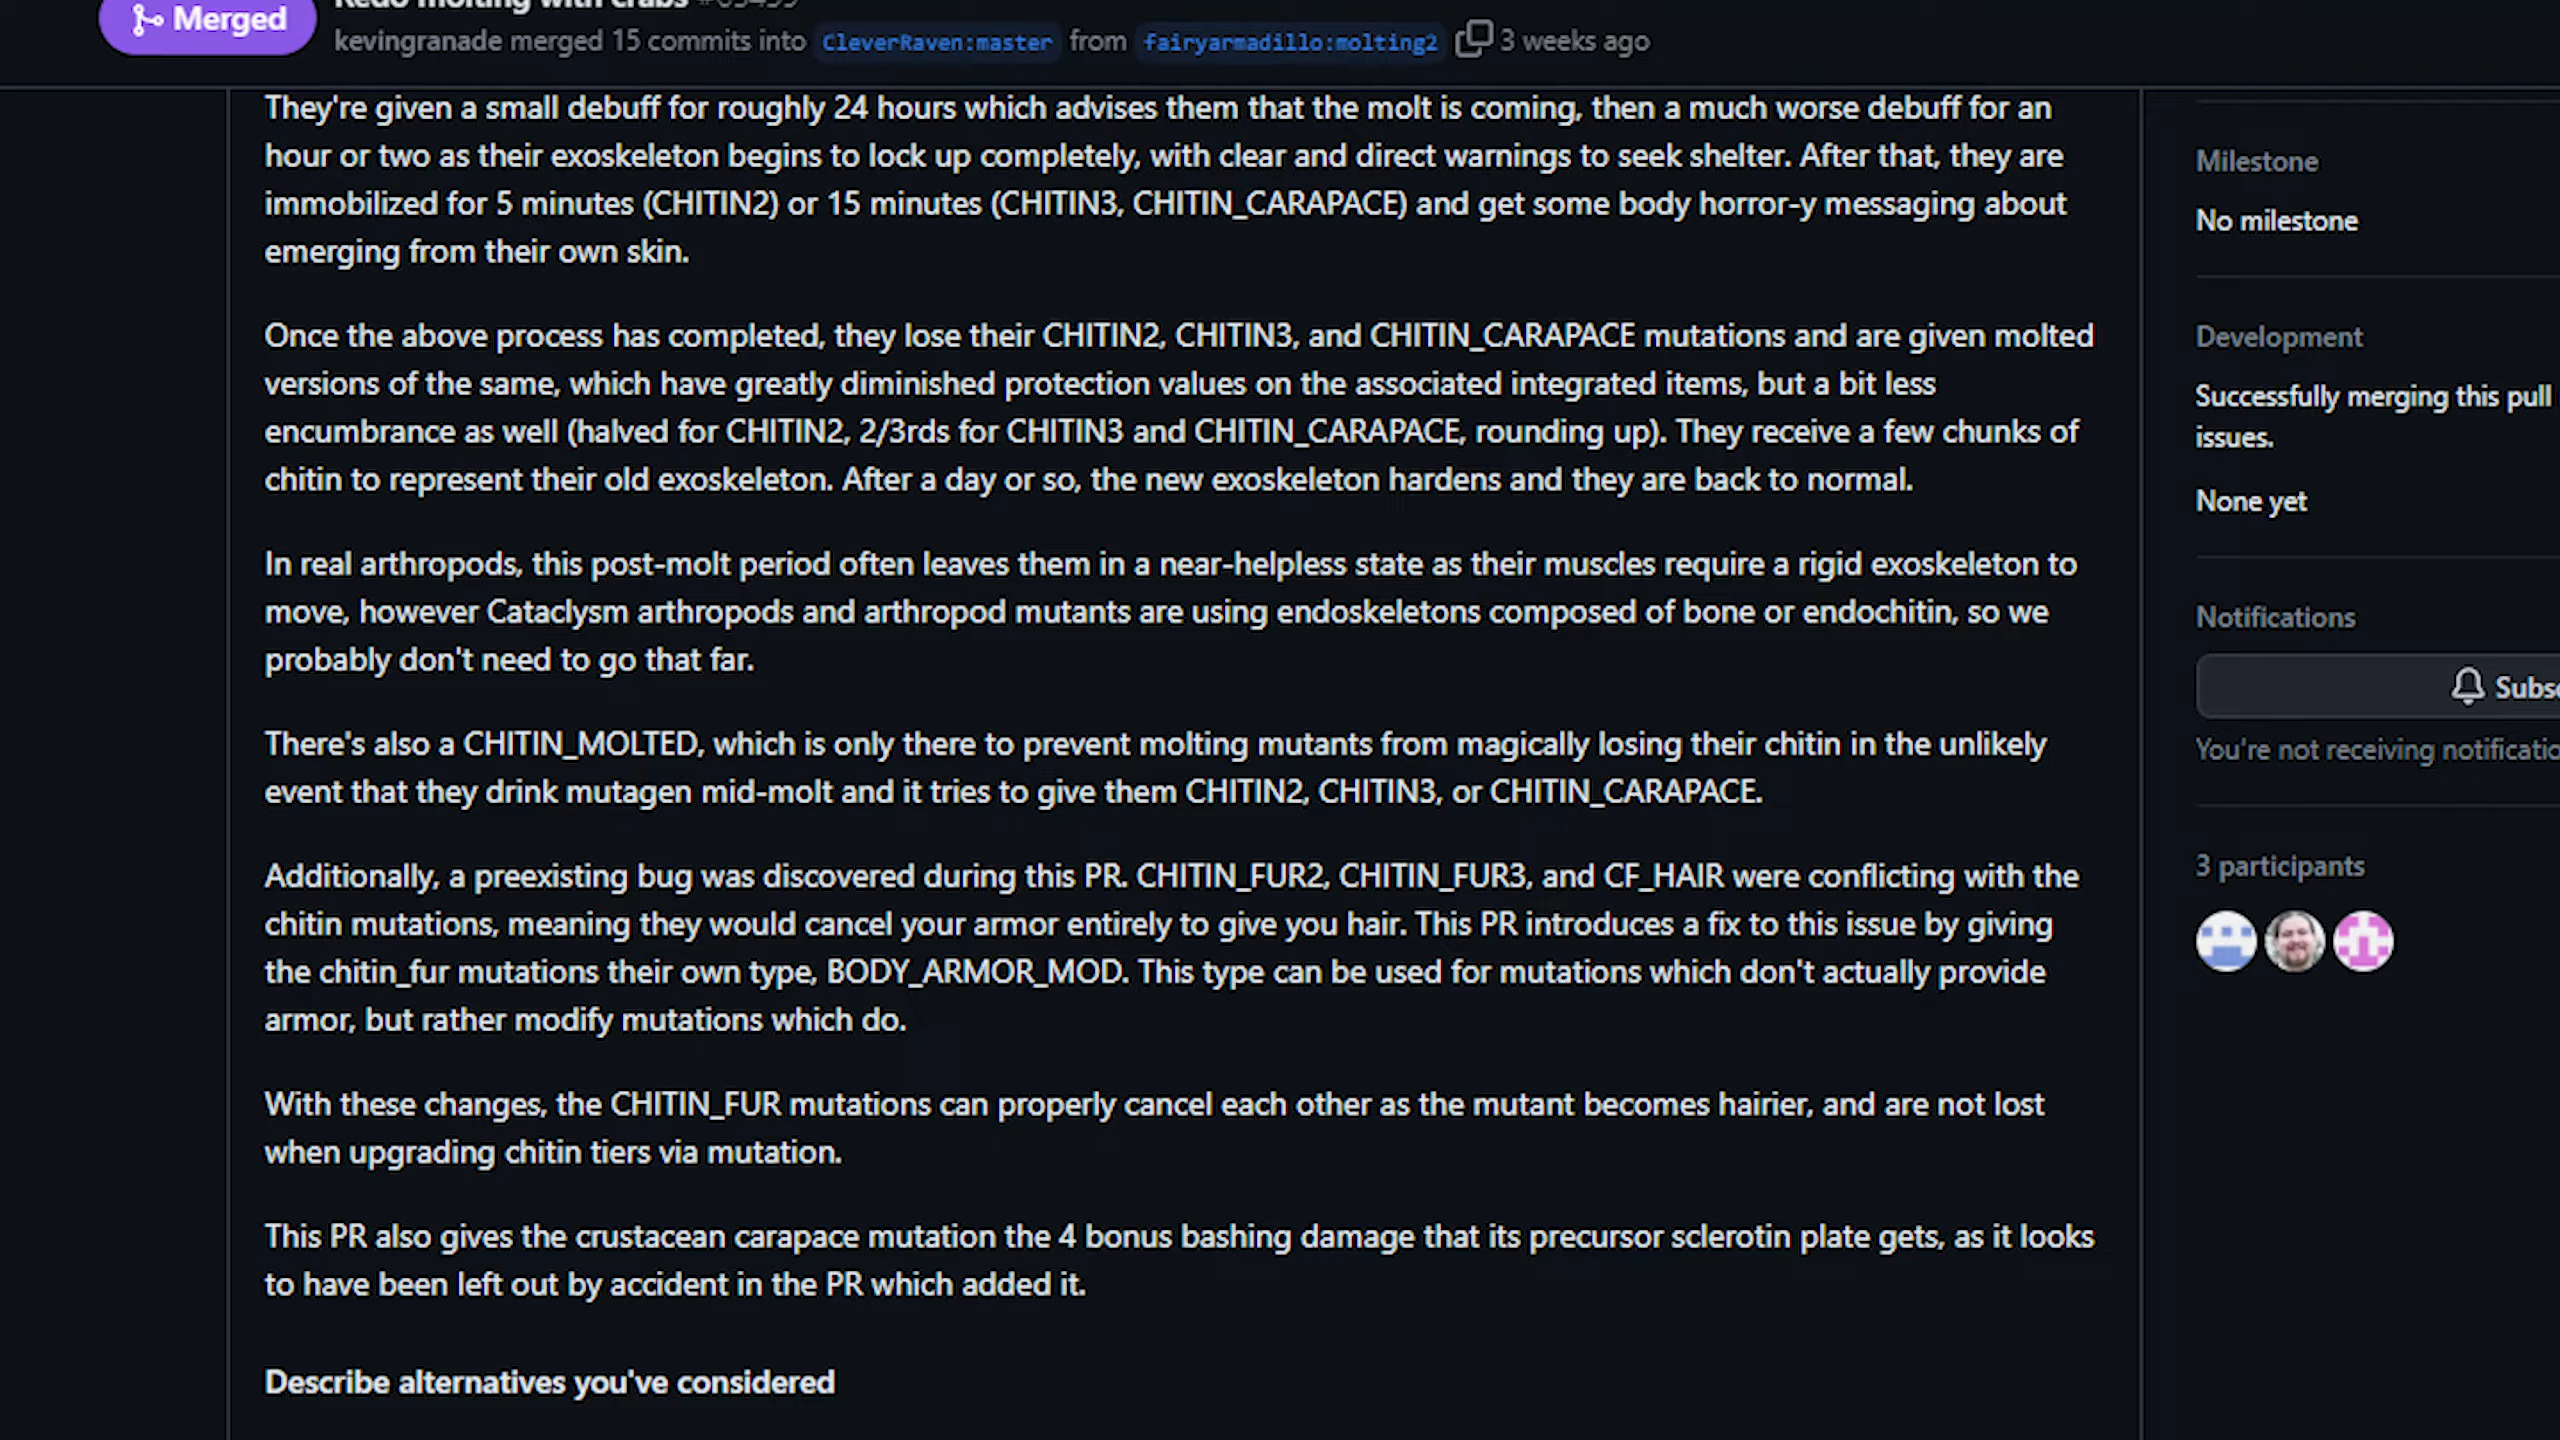 Merged
Redo molting with crabs
kevingranade merged 15 commits into CleverRaven:master from fairyarmadillo:molting2 3 weeks ago
They're given a small debuff for roughly 24 hours which advises them that the molt is coming, then a much worse debuff for an
hour or two as their exoskeleton begins to lock up completely, with clear and direct warnings to seek shelter. After that, they are
immobilized for 5 minutes (CHITIN2) or 15 minutes (CHITIN3, CHITIN_CARAPACE) and get some body horror-y messaging about
emerging from their own skin.
Once the above process has completed, they lose their CHITIN2, CHITIN3, and CHITIN_CARAPACE mutations and are given molted
versions of the same, which have greatly diminished protection values on the associated integrated items, but a bit less
encumbrance as well (halved for CHITIN2, 2/3rds for CHITIN3 and CHITIN_CARAPACE, rounding up). They receive a few chunks of
chitin to represent their old exoskeleton. After a day or so, the new exoskeleton hardens and they are back to normal.
In real arthropods, this post-molt period often leaves them in a near-helpless state as their muscles require a rigid exoskeleton to
move, however Cataclysm arthropods and arthropod mutants are using endoskeletons composed of bone or endochitin, so we
probably don't need to go that far.
There's also a CHITIN_MOLTED, which is only there to prevent molting mutants from magically losing their chitin in the unlikely
event that they drink mutagen mid-molt and it tries to give them CHITIN2, CHITIN3, or CHITIN_CARAPACE.
Additionally, a preexisting bug was discovered during this PR. CHITIN_FUR2, CHITIN_FUR3, and CF_HAIR were conflicting with the
chitin mutations, meaning they would cancel your armor entirely to give you hair. This PR introduces a fix to this issue by giving
the chitin_fur mutations their own type, BODY_ARMOR_MOD. This type can be used for mutations which don't actually provide
armor, but rather modify mutations which do.
With these changes, the CHITIN_FUR mutations can properly cancel each other as the mutant becomes hairier, and are not lost
when upgrading chitin tiers via mutation.
This PR also gives the crustacean carapace mutation the 4 bonus bashing damage that its precursor sclerotin plate gets, as it looks
to have been left out by accident in the PR which added it.
Describe alternatives you've considered
Milestone
No milestone
Development
Successfully merging this pull
issues.
None yet
Notifications
Subsc
You're not receiving notificatio
3 participants